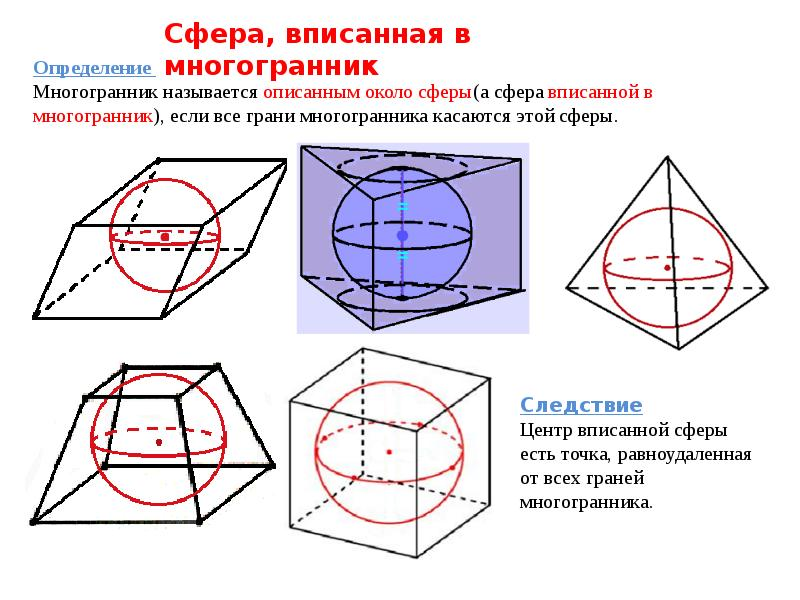 Сфера, вписанная в
многогранник
Определение
Многогранник называется описанным около сферы(а сфера вписанной в
многогранник), если все грани многогранника касаются этой сферы.
Следствие
Центр вписанной сферы
есть точка, равноудаленная
от всех граней
многогранника.